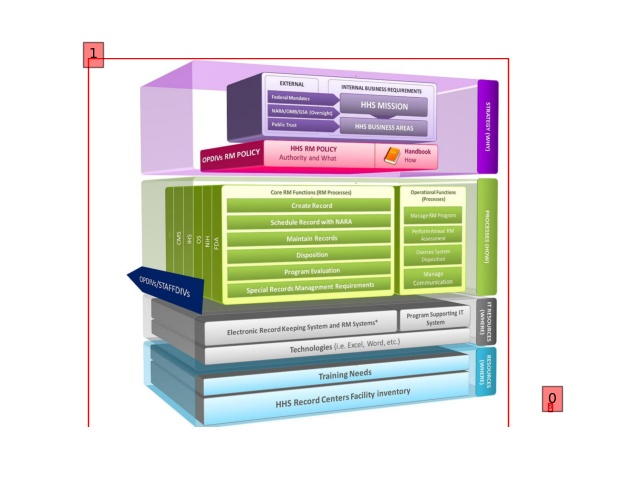 1
EXTERNAL
INTERNAL BUSINESS REQUIREMENTS
Federal Mandates
NARA/OMB/GSA (Oversight)
Public Trust
HHS MISSION
HHS BUSINESS AREAS
STRATEGY (WHY)
OPDIVs RM POLICY
HHS RM POLICY
Authority and What
Handbook
How
Core RM Functions (RM Processes)
Create Record
Schedule Record with NARA
Maintain Records
Disposition
Program Evaluation
Special Records Management Requirements
Operational Functions
(Processes)
Manage RM Program
Perform Annual RM
Assessment
Oversee System
Disposition
Manage
Communication
PROCESSES (HOW)
CMS
IHS
OS
NIH
FDA
OPDIVs/STAFFDIVs
Electronic Record Keeping System and RM Systems*
Program Supporting IT
System
Technologies (i.e. Excel, Word, etc.)
IT RESOURCES
(WHERE)
Training Needs
HHS Record Centers Facility inventory
RESOURCES
(WHERE)
0